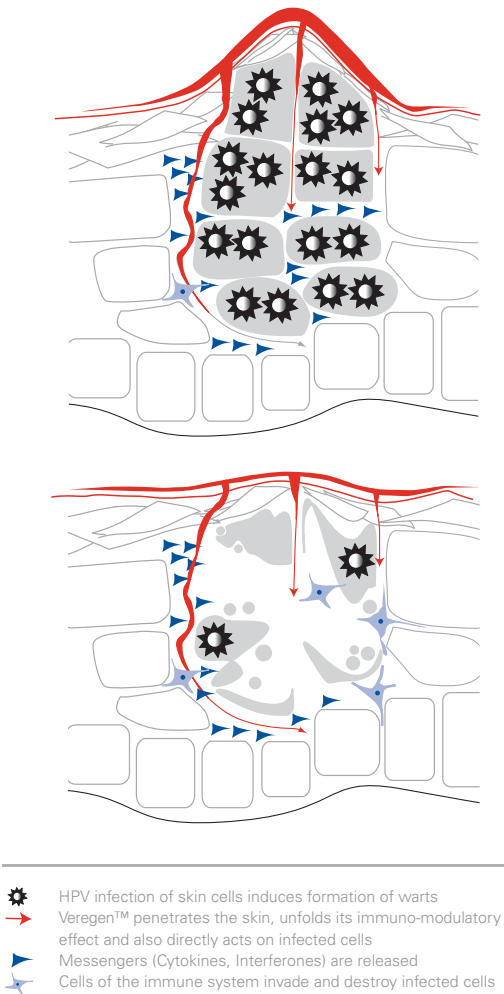 HPV infection of skin cells induces formation of warts
Veregen™ penetrates the skin, unfolds its immuno-modulatory
effect and also directly acts on infected cells
Messengers (Cytokines, Interferones) are released
Cells of the immune system invade and destroy infected cells